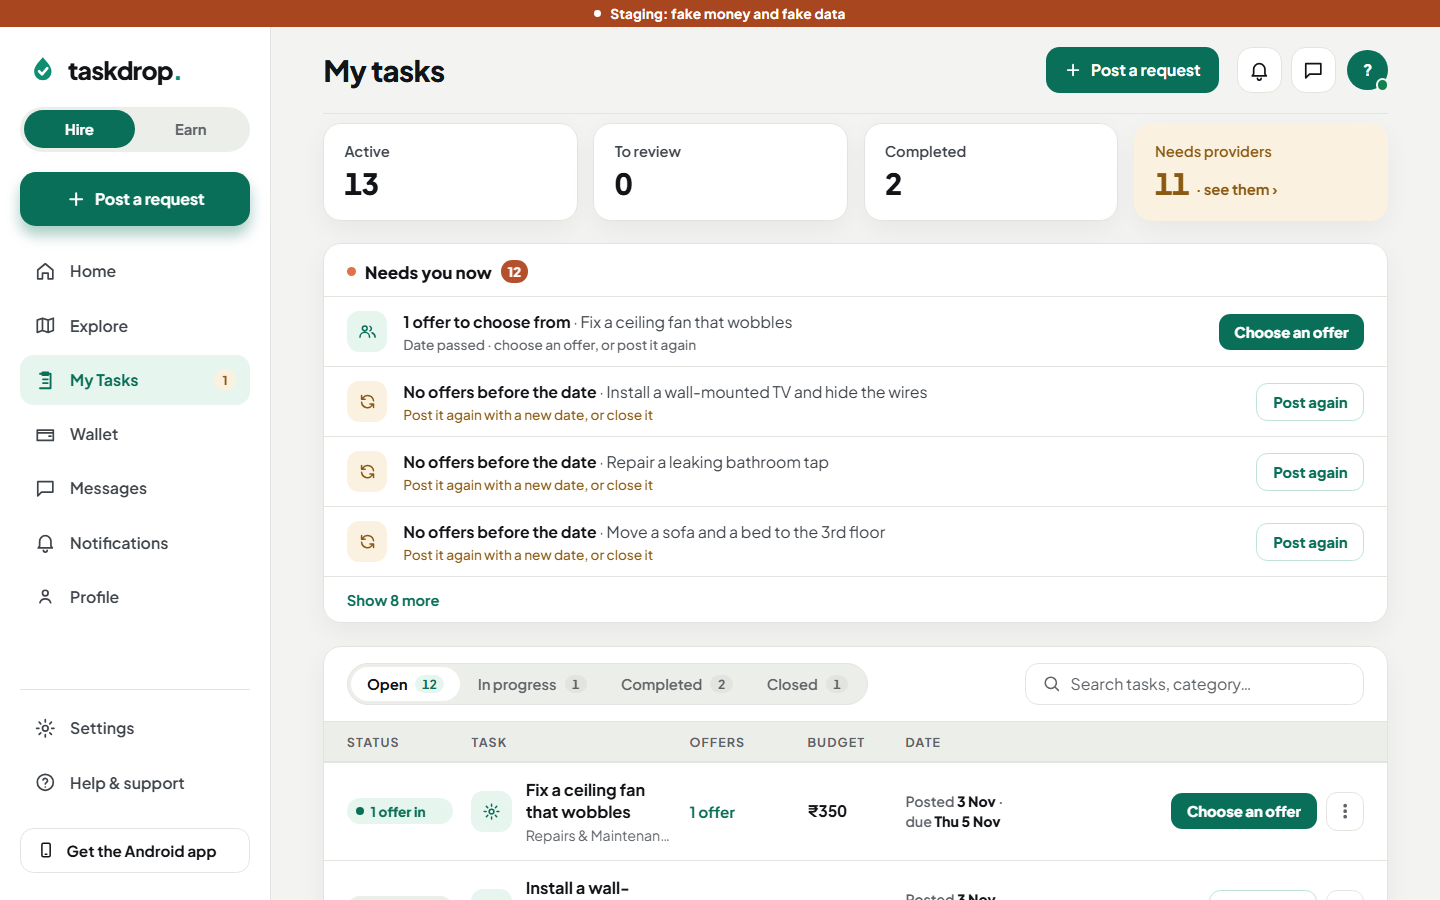 Staging: fake money and fake data
taskdrop.
Hire
Earn
+ Post a request
Home
Explore
My Tasks
1
Wallet
Messages
Notifications
Profile
Settings
Help & support
Get the Android app
My tasks
+ Post a request
?
Active
13
To review
0
Completed
2
Needs providers
11 · see them ›
Needs you now 12
1 offer to choose from · Fix a ceiling fan that wobbles
Date passed · choose an offer, or post it again
Choose an offer
No offers before the date · Install a wall-mounted TV and hide the wires
Post it again with a new date, or close it
Post again
No offers before the date · Repair a leaking bathroom tap
Post it again with a new date, or close it
Post again
No offers before the date · Move a sofa and a bed to the 3rd floor
Post it again with a new date, or close it
Post again
Show 8 more
Open 12
In progress 1
Completed 2
Closed 1
Search tasks, category...
STATUS
TASK
OFFERS
BUDGET
DATE
1 offer in
Fix a ceiling fan
that wobbles
Repairs & Maintenan...
1 offer
₹350
Posted 3 Nov ·
due Thu 5 Nov
Choose an offer
Install a wall-
Posted 3 Nov